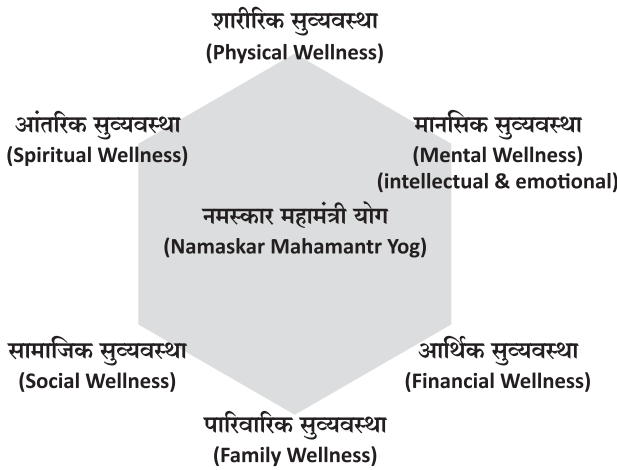 शारीरिक सुव्यवस्था
(Physical Wellness)
आंतरिक सुव्यवस्था
(Spiritual Wellness)
मानसिक सुव्यवस्था
(Mental Wellness)
(intellectual & emotional)
नमस्कार महामंत्री योग
(Namaskar Mahamantr Yog)
सामाजिक सुव्यवस्था
(Social Wellness)
आर्थिक सुव्यवस्था
(Financial Wellness)
पारिवारिक सुव्यवस्था
(Family Wellness)